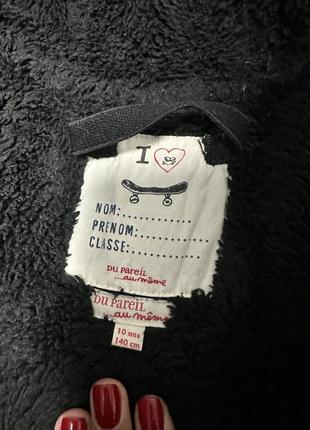 I
NOM:............
PRENOM:...........
CLASSE:............
DU PAREIL
...au même
DU PAREIL
...au même
10 ans
140 cm